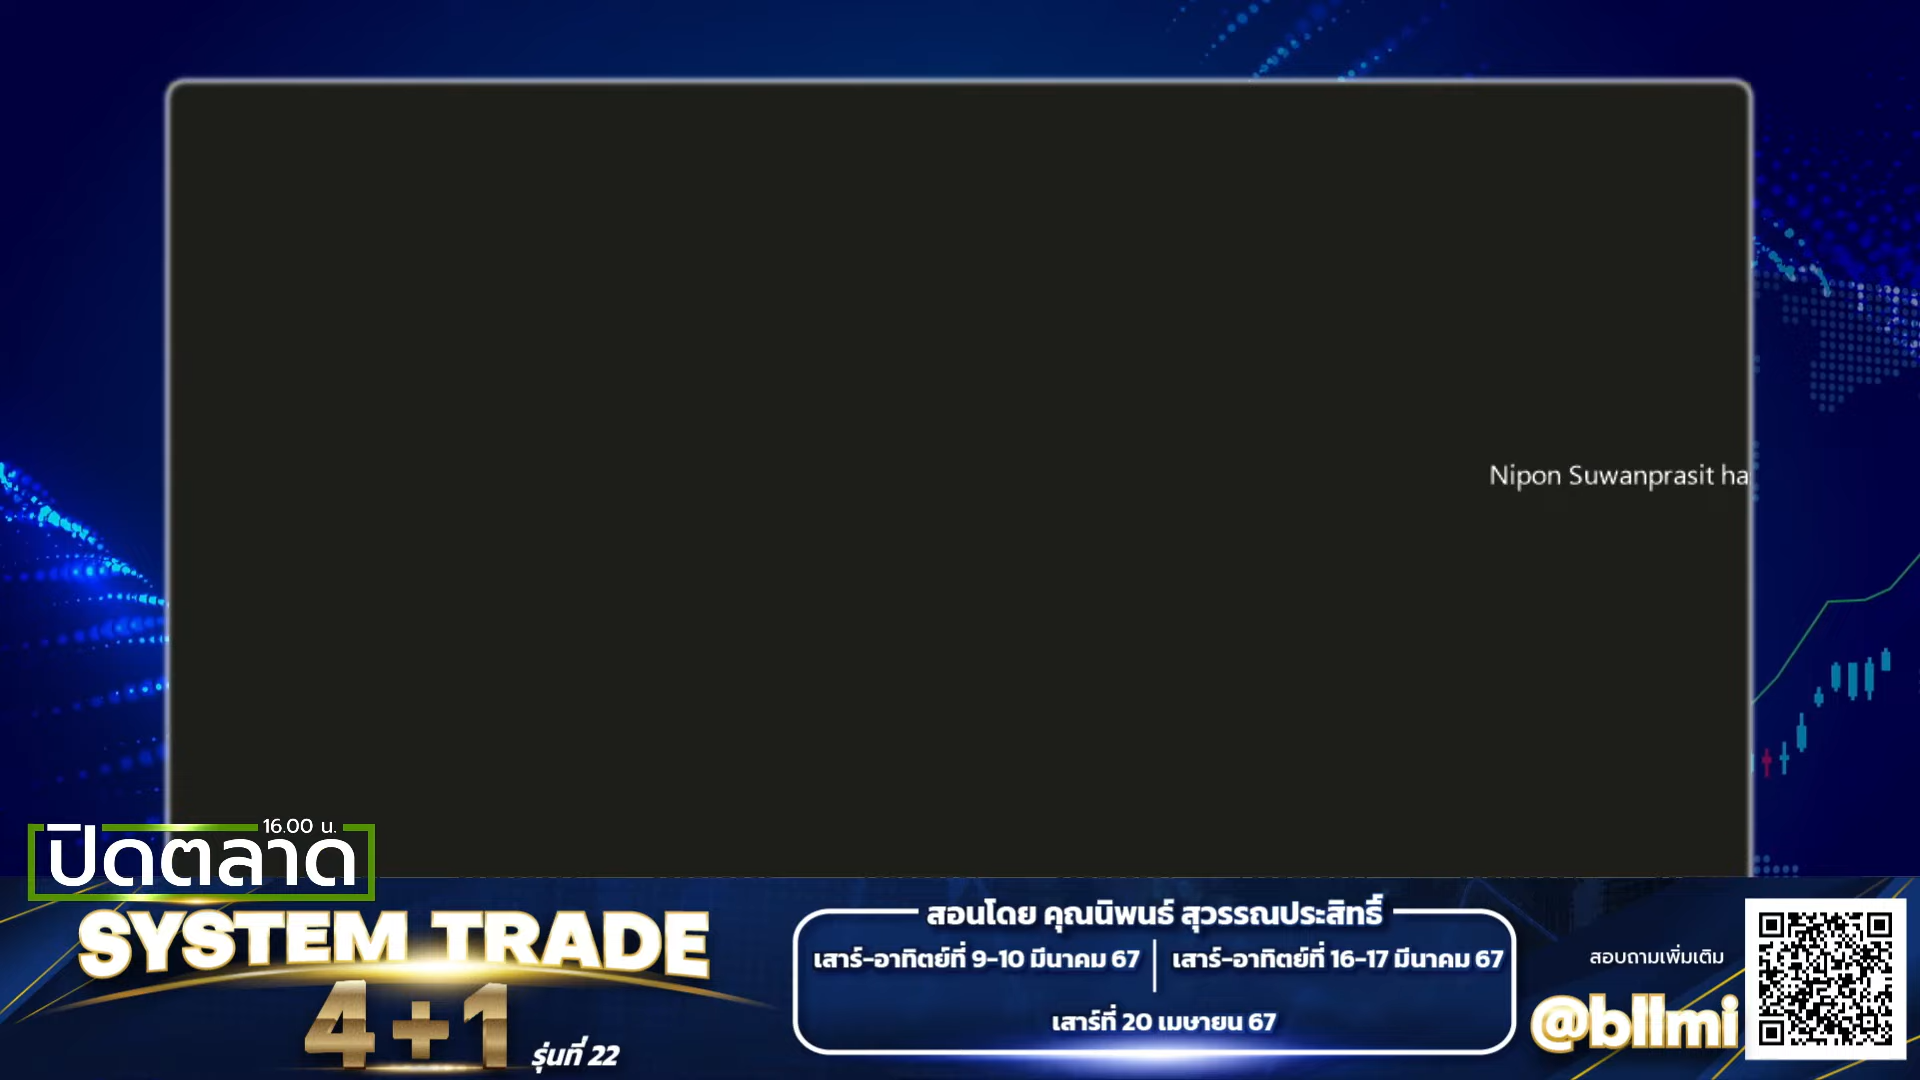 Nipon Suwanprasit ha
16.00 น.
ปิดตลาด
SYSTEM TRADE
4+1
รุ่นที่ 22
สอนโดย คุณนิพนธ์ สุวรรณประสิทธิ์
เสาร์-อาทิตย์ที่ 9-10 มีนาคม 67
เสาร์-อาทิตย์ที่ 16-17 มีนาคม 67
เสาร์ที่ 20 เมษายน 67
สอบถามเพิ่มเติม
@bllmi